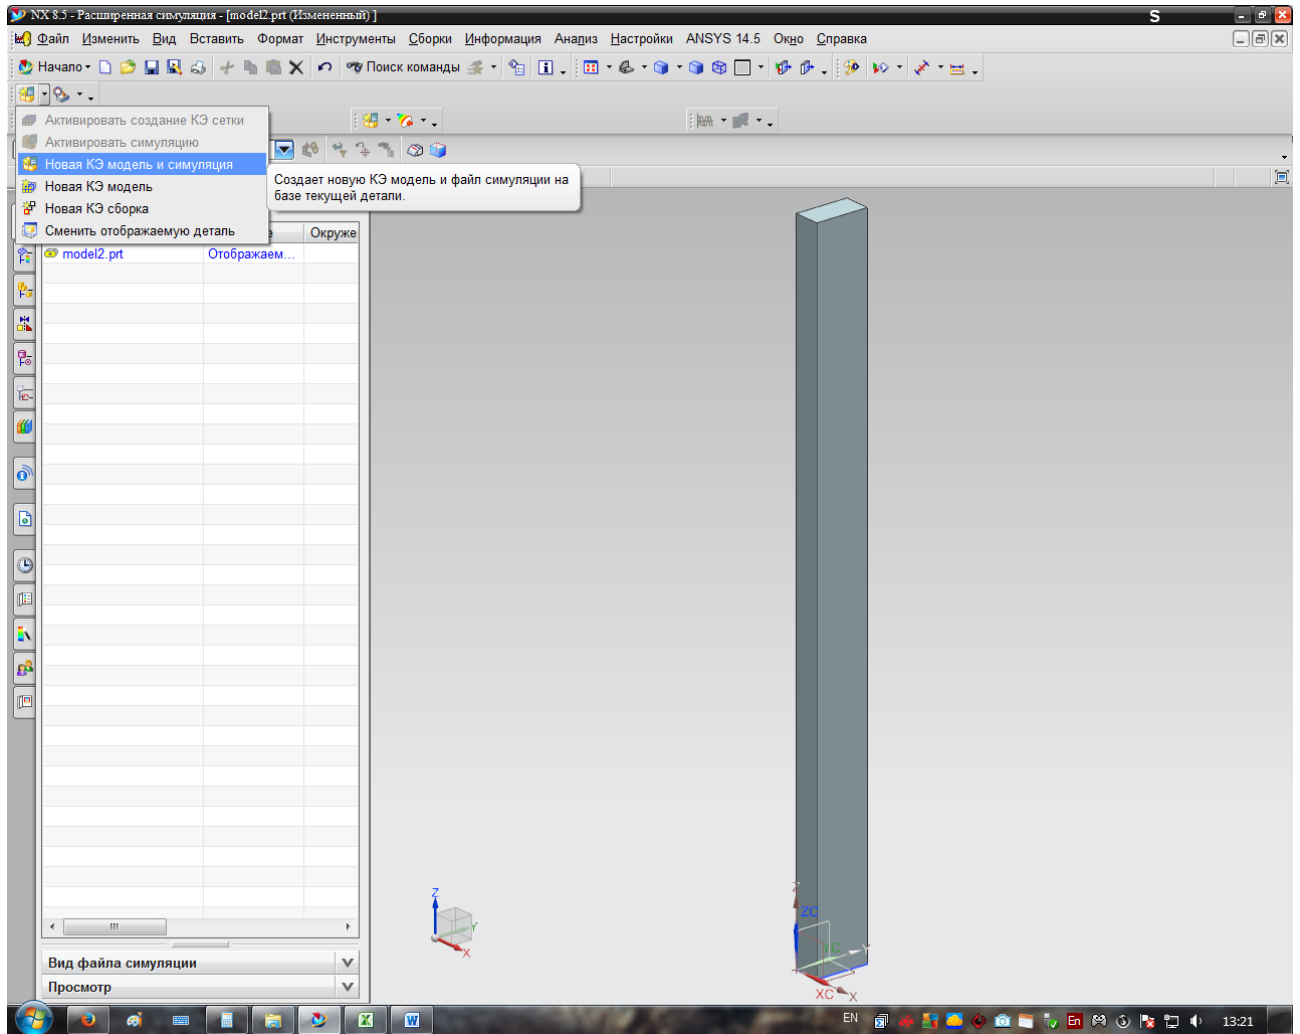 NX 8.5 - Расширенная симуляция - [model2.prt (Измененный) ]
S
Файл Изменить Вид Вставить Формат Инструменты Сборки Информация Анализ Настройки ANSYS 14.5 Окно Справка
Начало Поиск команды
Активировать создание КЭ сетки
Активировать симуляцию
Новая КЭ модель и симуляция
Создает новую КЭ модель и файл симуляции на
базе текущей детали.
Новая КЭ модель
Новая КЭ сборка
Сменить отображаемую деталь
Окруже
model2.prt Отображаем...
Z
Y
X
Z
ZC
YC
Y
XC
X
Вид файла симуляции
Просмотр
EN
En
13:21